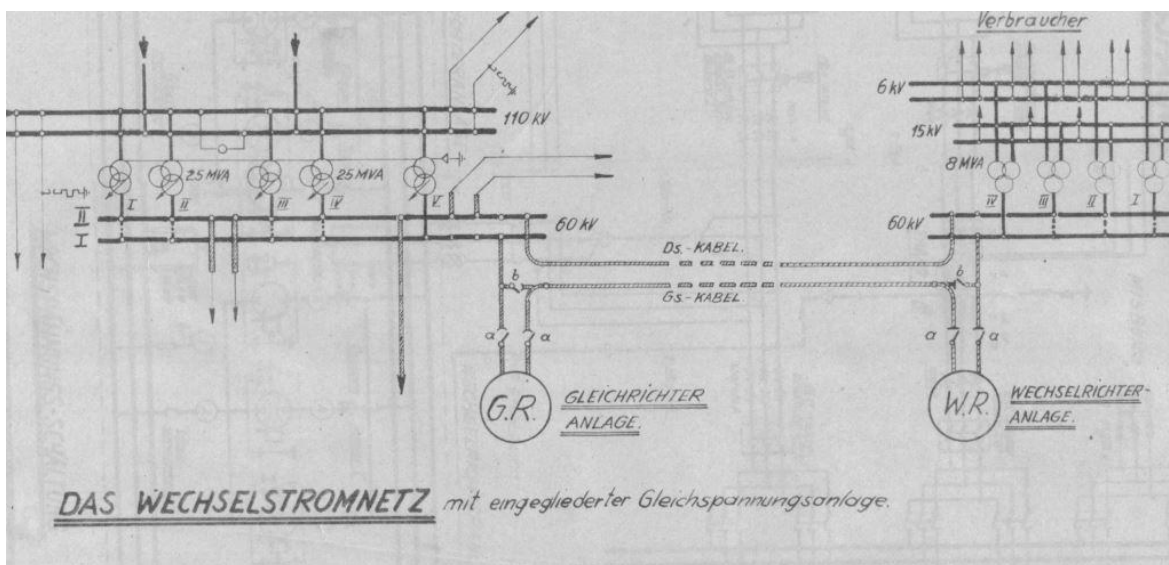 Verbraucher
6 kV
110 kV
15 kV
25 MVA
25 MVA
8 MVA
I
II
III
IV
V.
IV
III
II
I
II
I
60 kV
60 kV
Ds.-KABEL.
b
b
Gs.-KABEL.
a
a
a
a
G.R.
GLEICHRICHTER
ANLAGE.
W.R.
WECHSELRICHTER-
ANLAGE.
DAS WECHSELSTROMNETZ mit eingegliederter Gleichspannungsanlage.